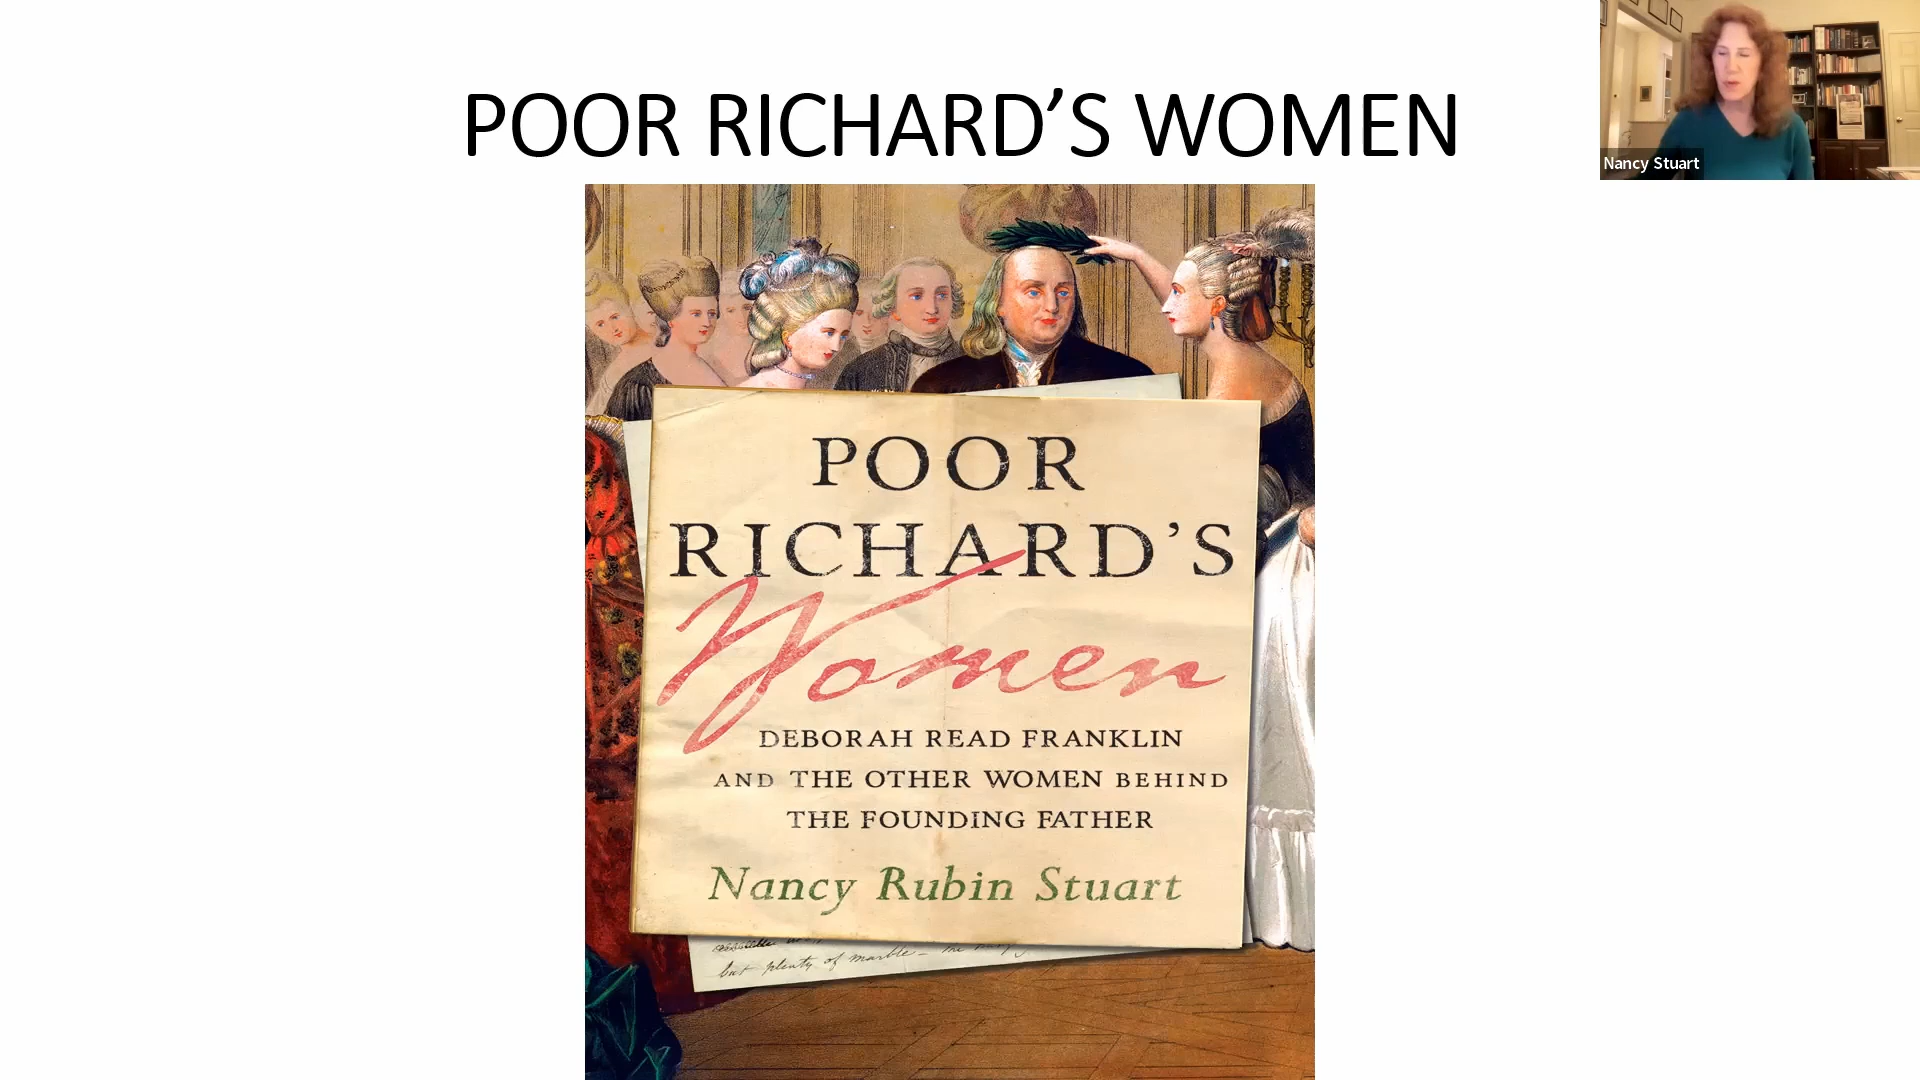 POOR RICHARD’S WOMEN
Nancy Stuart
POOR
RICHARD’S
Women
DEBORAH READ FRANKLIN
AND THE OTHER WOMEN BEHIND
THE FOUNDING FATHER
Nancy Rubin Stuart
but plenty of marble –